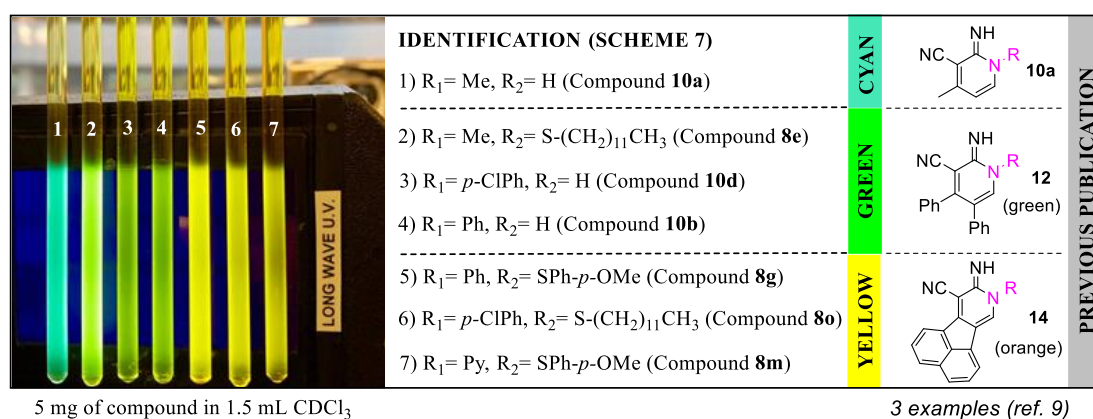 1 2 3 4 5 6 7
LONG WAVE U.V.
5 mg of compound in 1.5 mL CDCl₃
IDENTIFICATION (SCHEME 7)
1) R₁= Me, R₂= H (Compound 10a)
2) R₁= Me, R₂= S-(CH₂)₁₁CH₃ (Compound 8e)
3) R₁= p-ClPh, R₂= H (Compound 10d)
4) R₁= Ph, R₂= H (Compound 10b)
5) R₁= Ph, R₂= SPh-p-OMe (Compound 8g)
6) R₁= p-ClPh, R₂= S-(CH₂)₁₁CH₃ (Compound 8o)
7) R₁= Py, R₂= SPh-p-OMe (Compound 8m)
CYAN
GREEN
YELLOW
NH
NC
N
R
10a
NH
NC
N
R
Ph
Ph
12
(green)
NH
NC
N
R
14
(orange)
PREVIOUS PUBLICATION
3 examples (ref. 9)